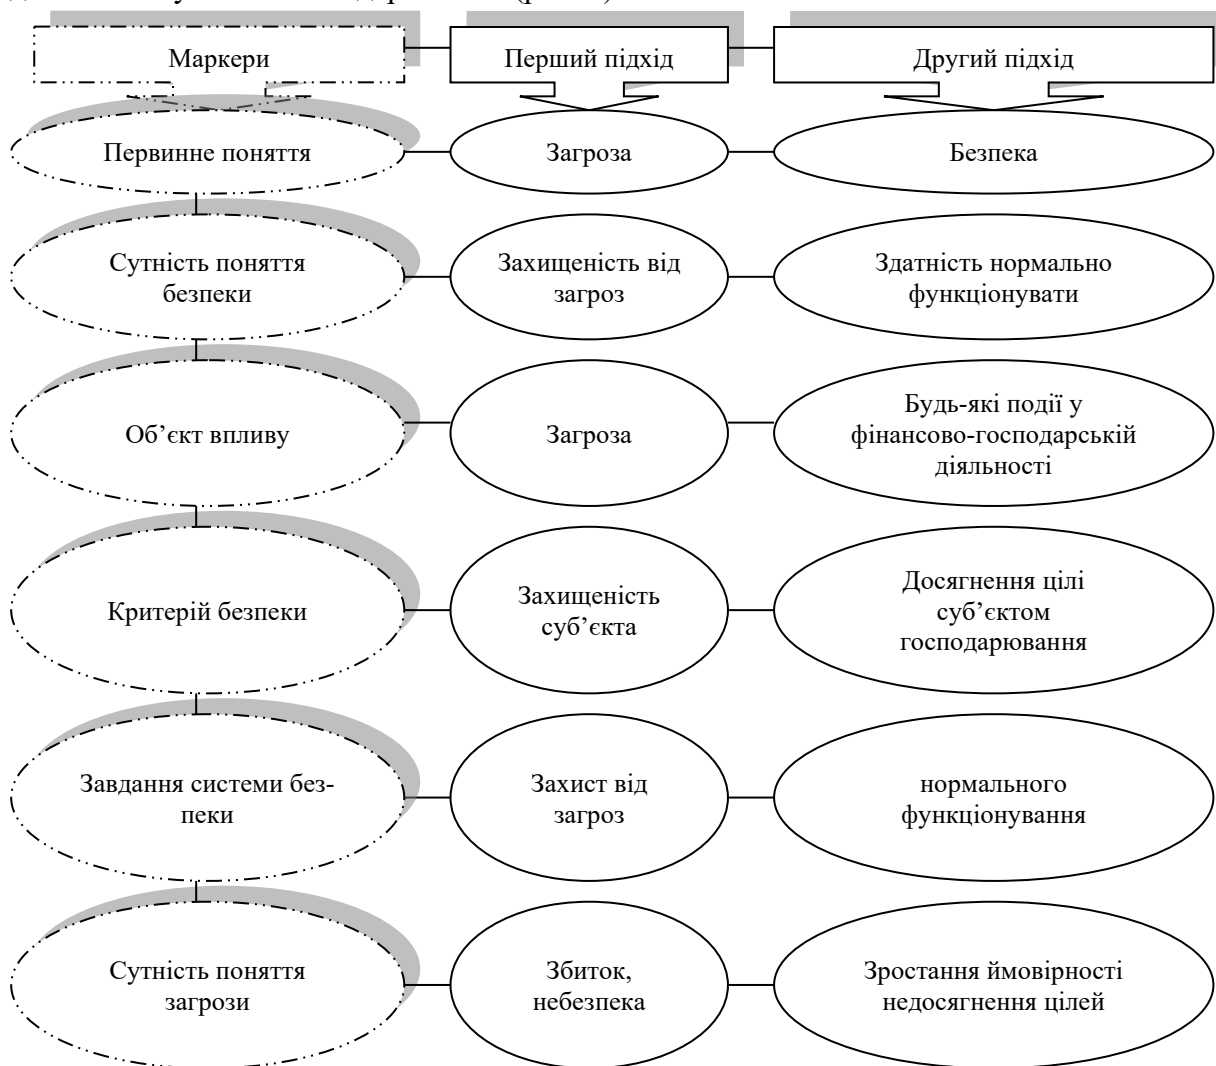 Маркери
Перший підхід
Другий підхід
Первинне поняття
Загроза
Безпека
Сутність поняття
безпеки
Захищеність від
загроз
Здатність нормально
функціонувати
Об’єкт впливу
Загроза
Будь-які події у
фінансово-господарській
діяльності
Критерій безпеки
Захищеність
суб’єкта
Досягнення цілі
суб’єктом
господарювання
Завдання системи без-
пеки
Захист від
загроз
нормального
функціонування
Сутність поняття
загрози
Збиток,
небезпека
Зростання ймовірності
недосягнення цілей